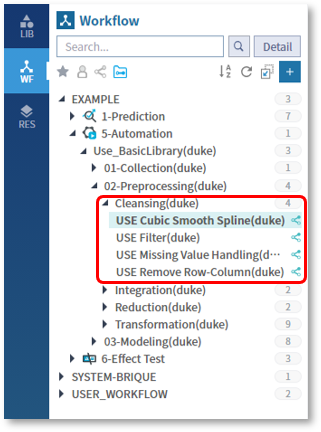 LIB
WF
RES
Workflow
Search...
Detail
EXAMPLE 3
1-Prediction 7
5-Automation 1
Use_BasicLibrary(duke) 3
01-Collection(duke) 1
02-Preprocessing(duke) 4
Cleansing(duke) 4
USE Cubic Smooth Spline(duke)
USE Filter(duke)
USE Missing Value Handling(d···
USE Remove Row-Column(duke)
Integration(duke) 2
Reduction(duke) 2
Transformation(duke) 9
03-Modeling(duke) 8
6-Effect Test 3
SYSTEM-BRIQUE 1
USER_WORKFLOW 2